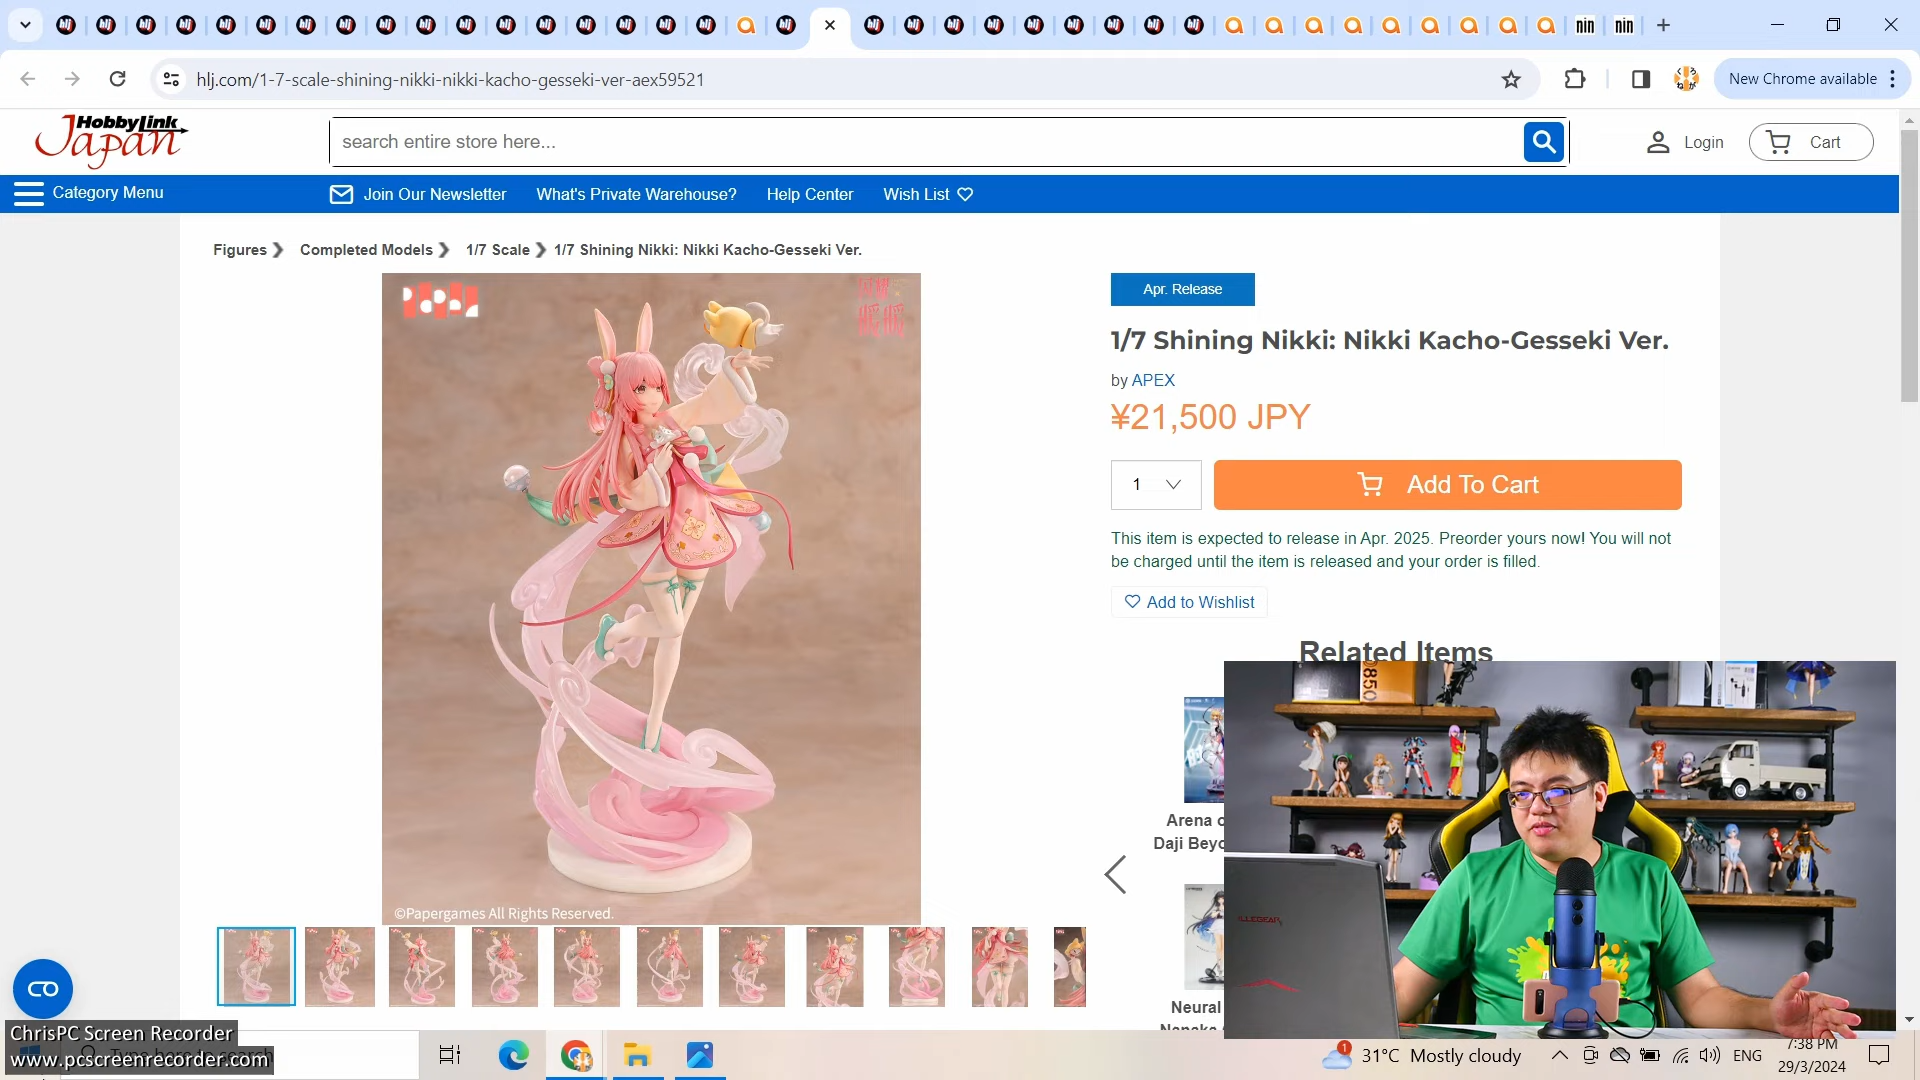 hlj.com/1-7-scale-shining-nikki-nikki-kacho-gesseki-ver-aex59521
New Chrome available
HobbyLink
Japan
search entire store here...
Login
Cart
Category Menu
Join Our Newsletter
What's Private Warehouse?
Help Center
Wish List
Figures
Completed Models
1/7 Scale
1/7 Shining Nikki: Nikki Kacho-Gesseki Ver.
Apr. Release
1/7 Shining Nikki: Nikki Kacho-Gesseki Ver.
by APEX
¥21,500 JPY
1
Add To Cart
This item is expected to release in Apr. 2025. Preorder yours now! You will not
be charged until the item is released and your order is filled.
Add to Wishlist
Related Items
Arena
Daji
Neural
©Papergames All Rights Reserved.
ChrisPC Screen Recorder
www.pcscreenrecorder.com
31°C Mostly cloudy
ENG
7:38 PM
29/3/2024